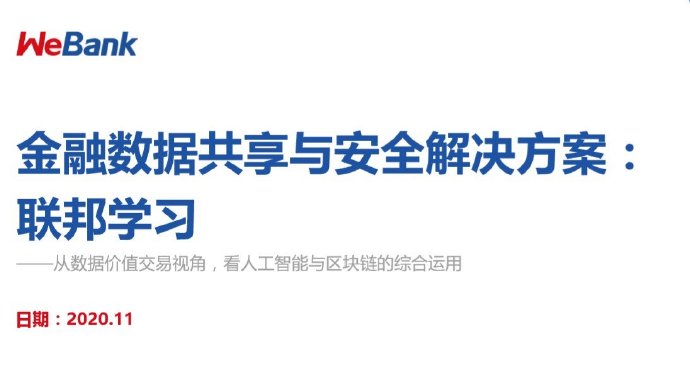 WeBank
金融数据共享与安全解决方案：
联邦学习
——从数据价值交易视角，看人工智能与区块链的综合运用
日期：2020.11